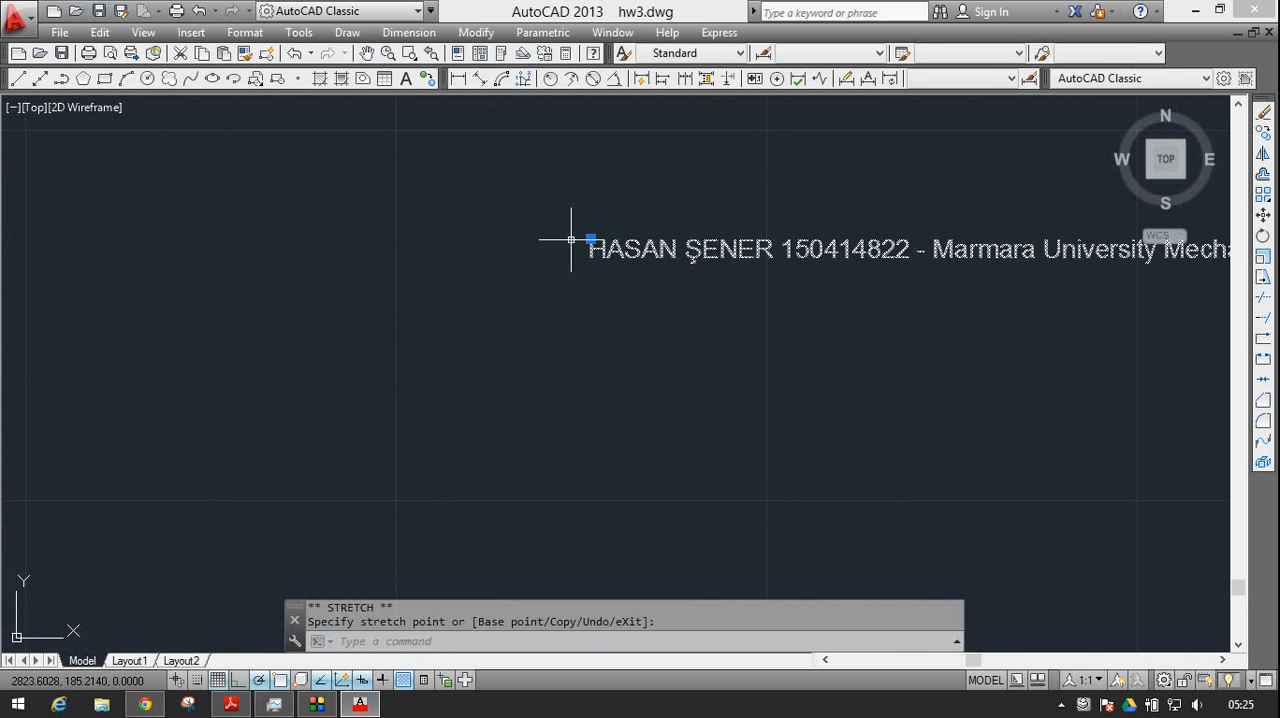 AutoCAD Classic AutoCAD 2013 hw3.dwg Type a keyword or phrase Sign In
File Edit View Insert Format Tools Draw Dimension Modify Parametric Window Help Express
Standard
AutoCAD Classic
[−][Top][2D Wireframe]
N
W TOP E
S
WCS
HASAN ŞENER 150414822 - Marmara University Mecha
Y
X
** STRETCH **
Specify stretch point or [Base point/Copy/Undo/eXit]:
Type a command
Model Layout1 Layout2
2823.6028, 185.2140, 0.0000 MODEL 1:1
05:25